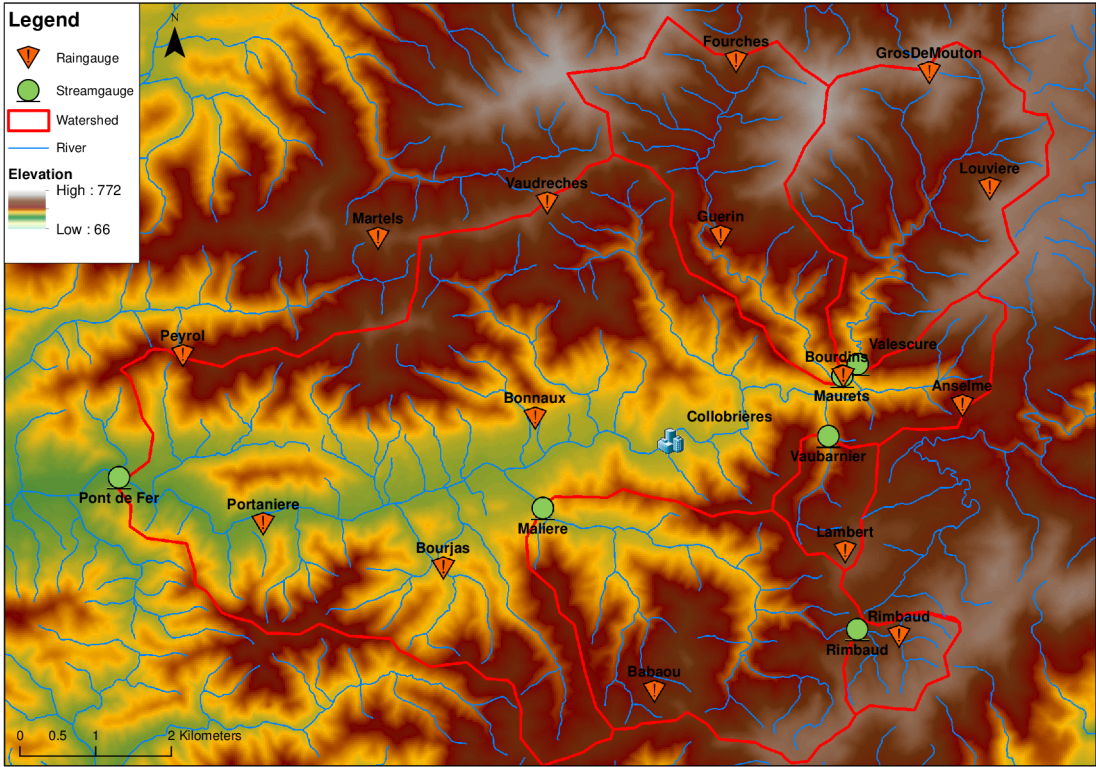 Legend
Raingauge
Streamgauge
Watershed
River
Elevation
High : 772
Low : 66
N
Fourches
GrosDeMouton
Louviere
Vaudreches
Martels
Guerin
Peyrol
Valescure
Bourdins
Maurets
Anselme
Bonnaux
Collobrières
Vaubarnier
Pont de Fer
Portaniere
Maliere
Lambert
Bourjas
Rimbaud
Rimbaud
Babaou
0 0.5 1 2 Kilometers